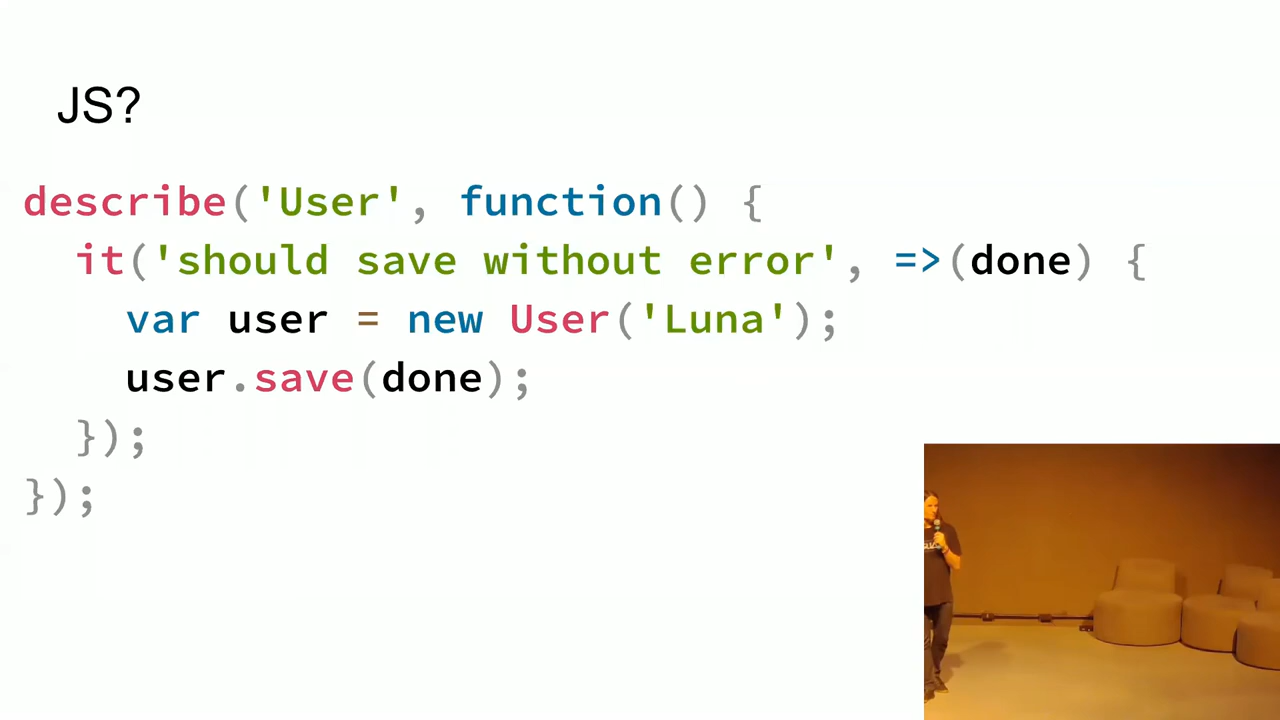 JS?
describe('User', function() {
  it('should save without error', =>(done) {
    var user = new User('Luna');
    user.save(done);
  });
});